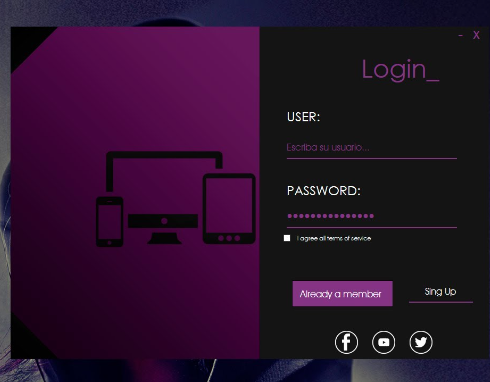 - X
Login_
USER:
Escriba su usuario...
PASSWORD:
•••••••••••••••
I agree all terms of service
Already a member
Sing Up